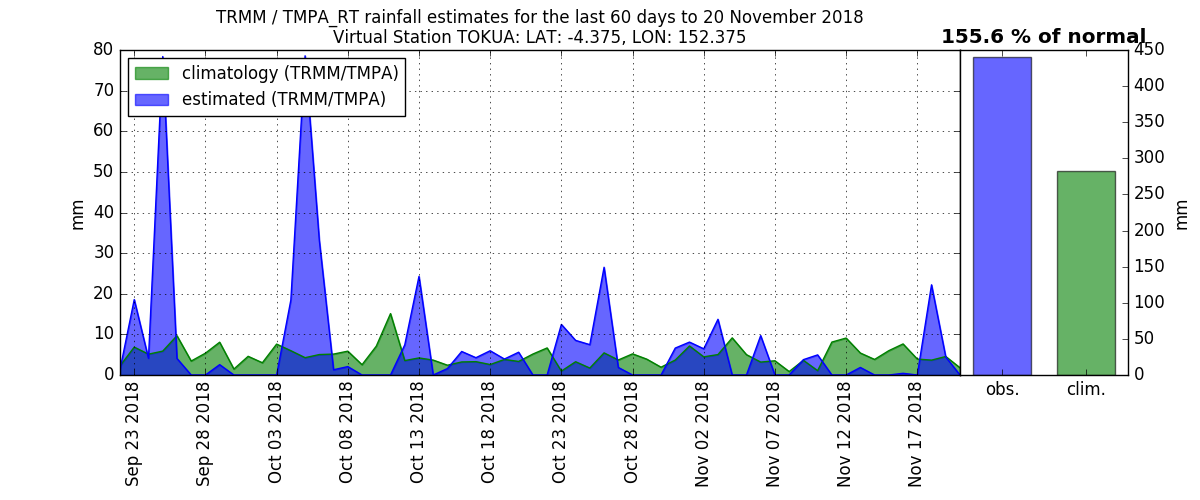 TRMM / TMPA_RT rainfall estimates for the last 60 days to 20 November 2018
Virtual Station TOKUA: LAT: -4.375, LON: 152.375
155.6 % of normal
climatology (TRMM/TMPA)
estimated (TRMM/TMPA)
mm
80
70
60
50
40
30
20
10
0
Sep 23 2018
Sep 28 2018
Oct 03 2018
Oct 08 2018
Oct 13 2018
Oct 18 2018
Oct 23 2018
Oct 28 2018
Nov 02 2018
Nov 07 2018
Nov 12 2018
Nov 17 2018
obs.
clim.
450
400
350
300
250
200
150
100
50
0
mm